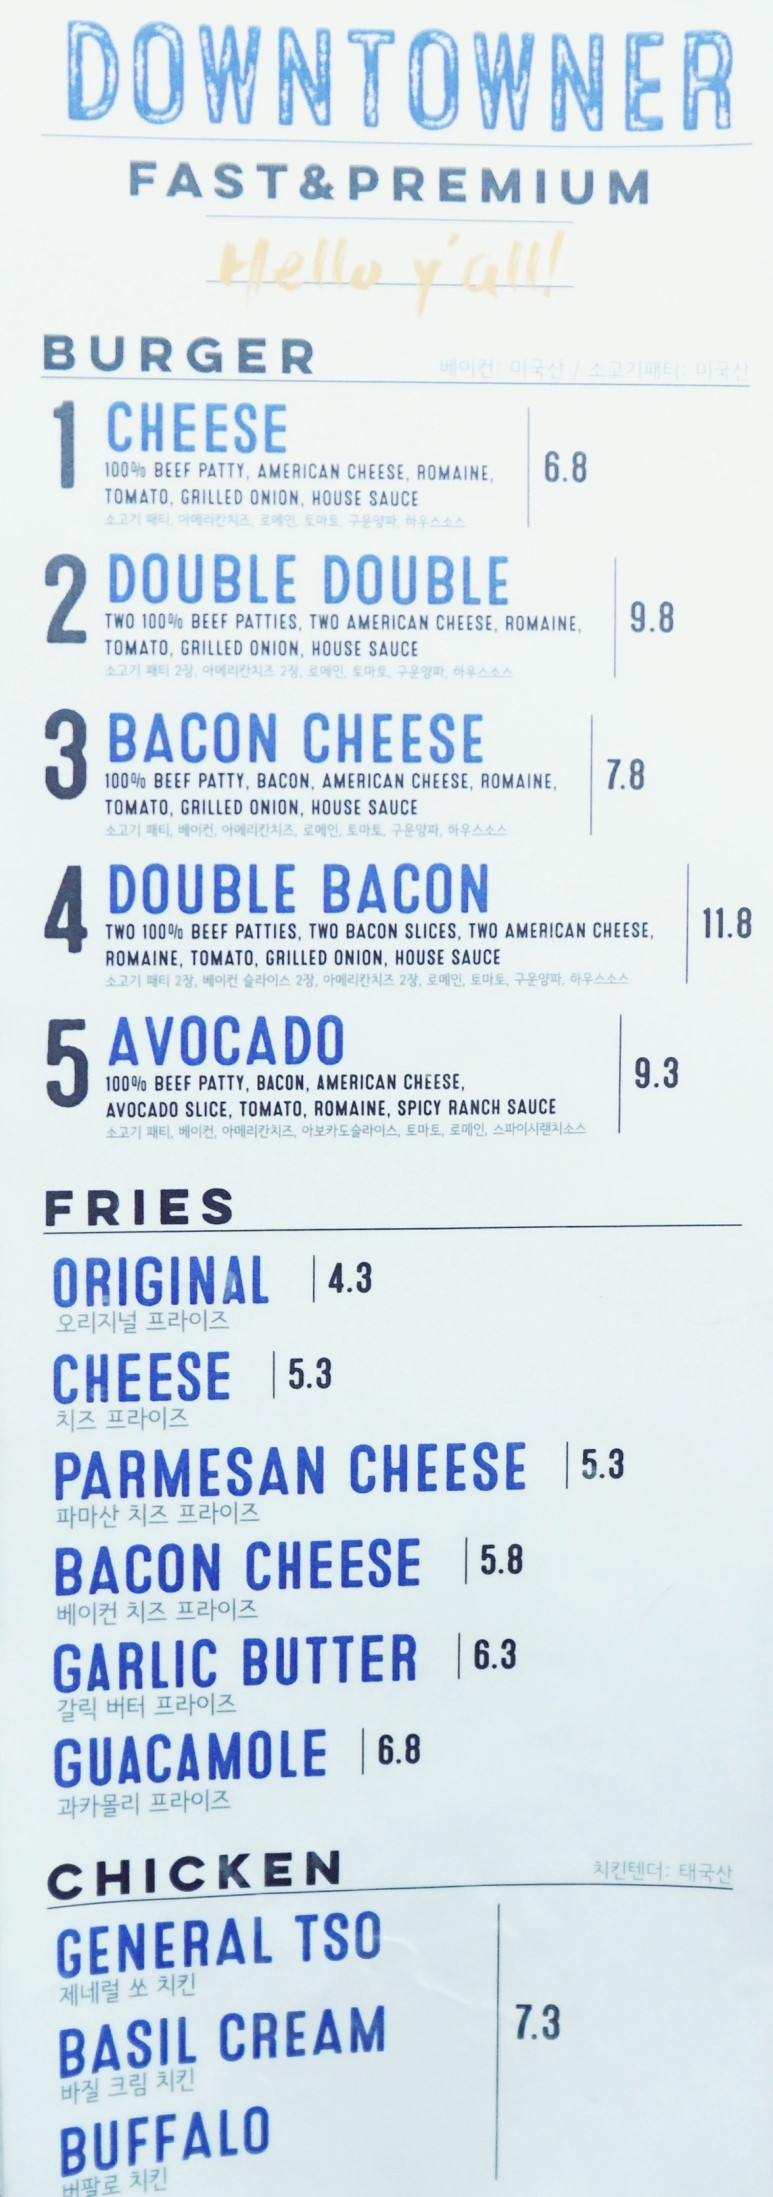 DOWNTOWNER
FAST&PREMIUM
Hello y'all!
BURGER
베이컨: 미국산 / 소고기패티: 미국산
1 CHEESE 6.8
100% BEEF PATTY, AMERICAN CHEESE, ROMAINE,
TOMATO, GRILLED ONION, HOUSE SAUCE
소고기 패티, 아메리칸치즈, 로메인, 토마토, 구운양파, 하우스소스
2 DOUBLE DOUBLE 9.8
TWO 100% BEEF PATTIES, TWO AMERICAN CHEESE, ROMAINE,
TOMATO, GRILLED ONION, HOUSE SAUCE
소고기 패티 2장, 아메리칸치즈 2장, 로메인, 토마토, 구운양파, 하우스소스
3 BACON CHEESE 7.8
100% BEEF PATTY, BACON, AMERICAN CHEESE, ROMAINE,
TOMATO, GRILLED ONION, HOUSE SAUCE
소고기 패티, 베이컨, 아메리칸치즈, 로메인, 토마토, 구운양파, 하우스소스
4 DOUBLE BACON 11.8
TWO 100% BEEF PATTIES, TWO BACON SLICES, TWO AMERICAN CHEESE,
ROMAINE, TOMATO, GRILLED ONION, HOUSE SAUCE
소고기 패티 2장, 베이컨 슬라이스 2장, 아메리칸치즈 2장, 로메인, 토마토, 구운양파, 하우스소스
5 AVOCADO 9.3
100% BEEF PATTY, BACON, AMERICAN CHEESE,
AVOCADO SLICE, TOMATO, ROMAINE, SPICY RANCH SAUCE
소고기 패티, 베이컨, 아메리칸치즈, 아보카도슬라이스, 토마토, 로메인, 스파이시랜치소스
FRIES
ORIGINAL 4.3
오리지널 프라이즈
CHEESE 5.3
치즈 프라이즈
PARMESAN CHEESE 5.3
파마산 치즈 프라이즈
BACON CHEESE 5.8
베이컨 치즈 프라이즈
GARLIC BUTTER 6.3
갈릭 버터 프라이즈
GUACAMOLE 6.8
과카몰리 프라이즈
CHICKEN
치킨텐더: 태국산
GENERAL TSO
제네럴 쏘 치킨
BASIL CREAM 7.3
바질 크림 치킨
BUFFALO
버팔로 치킨